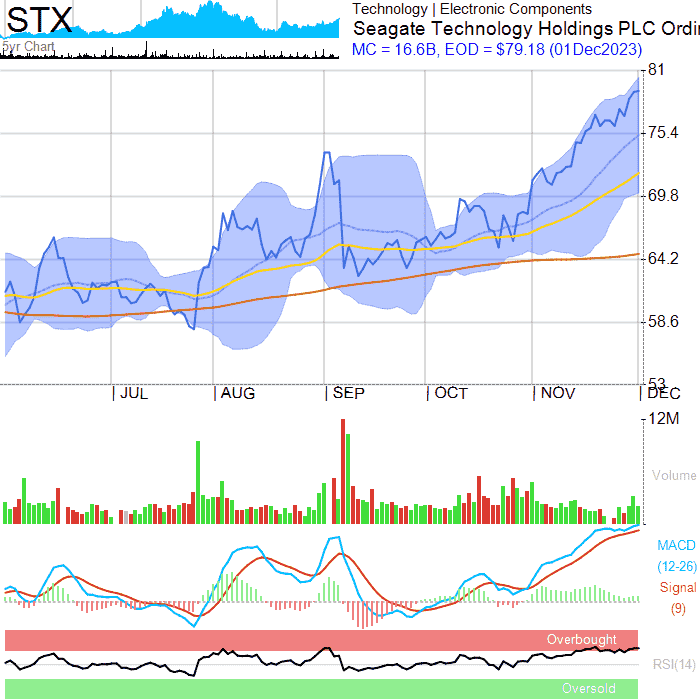 STX
5yr Chart
Technology | Electronic Components
Seagate Technology Holdings PLC Ordi
MC = 16.6B, EOD = $79.18 (01Dec2023)
81
75.4
69.8
64.2
58.6
53
JUL
AUG
SEP
OCT
NOV
DEC
12M
Volume
MACD
(12-26)
Signal
(9)
Overbought
RSI(14)
Oversold